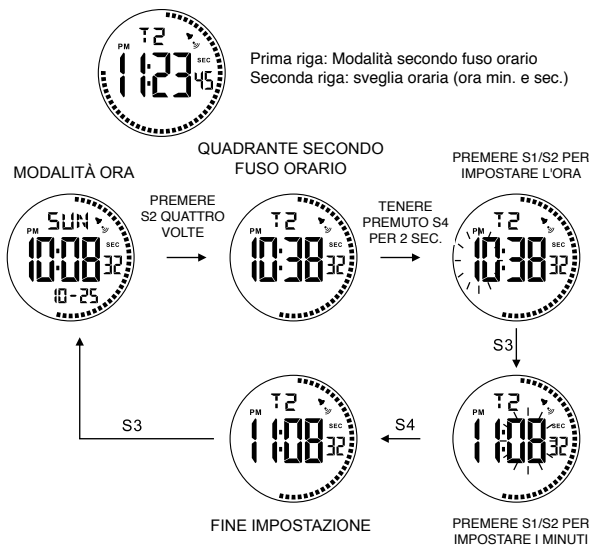 T2
PM
11:23
SEC
45
Prima riga: Modalità secondo fuso orario
Seconda riga: sveglia oraria (ora min. e sec.)
MODALITÀ ORA
SUN
PM
10:08
SEC
32
10-25
PREMERE
S2 QUATTRO
VOLTE
QUADRANTE SECONDO
FUSO ORARIO
T2
PM
10:38
SEC
32
TENERE
PREMUTO S4
PER 2 SEC.
PREMERE S1/S2 PER
IMPOSTARE L'ORA
T2
PM
10:38
SEC
32
S3
T2
PM
11:08
SEC
32
PREMERE S1/S2 PER
IMPOSTARE I MINUTI
S4
T2
PM
11:08
SEC
32
FINE IMPOSTAZIONE
S3